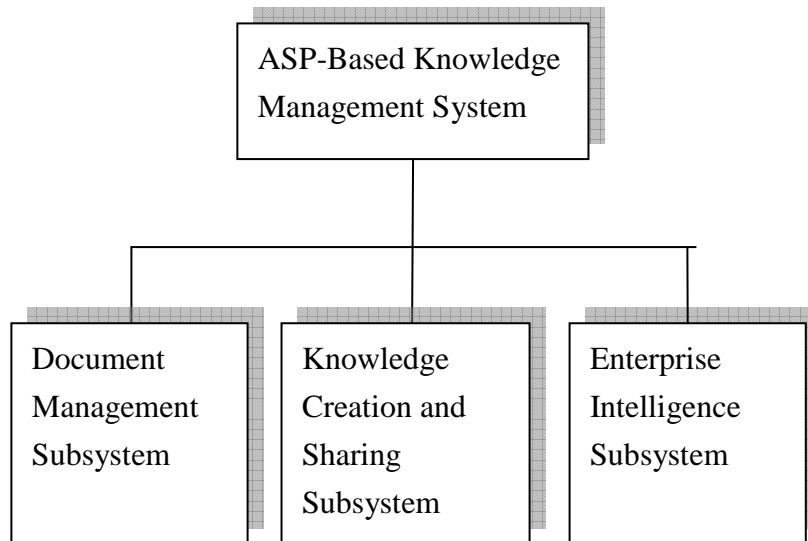 ASP-Based Knowledge
Management System
Document
Management
Subsystem
Knowledge
Creation and
Sharing
Subsystem
Enterprise
Intelligence
Subsystem